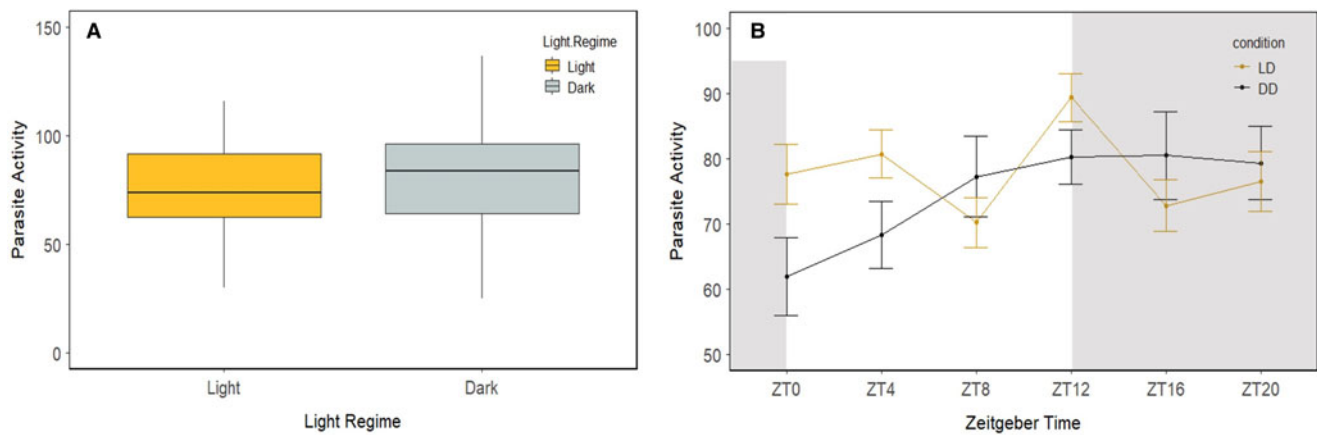 A
Light.Regime
Light
Dark
150
100
50
0
Parasite Activity
Light
Dark
Light Regime
B
condition
LD
DD
100
90
80
70
60
50
Parasite Activity
ZT0
ZT4
ZT8
ZT12
ZT16
ZT20
Zeitgeber Time